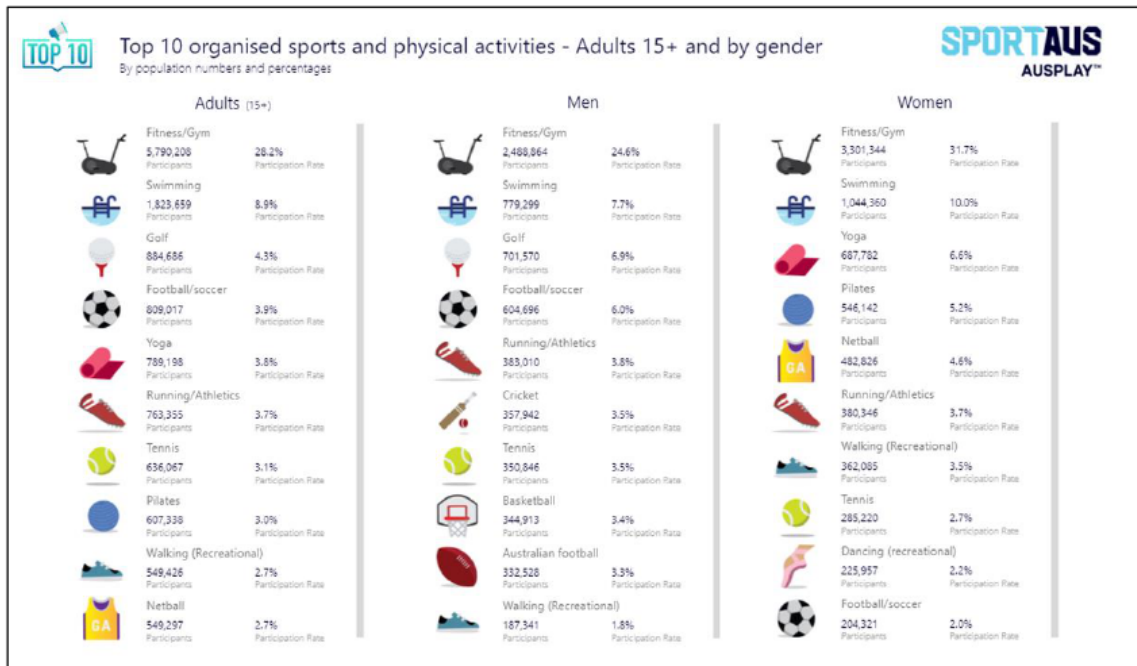 TOP 10
Top 10 organised sports and physical activities - Adults 15+ and by gender
By population numbers and percentages
SPORTAUS
AUSPLAY™
Adults (15+)
Fitness/Gym
5,790,208 28.2%
Participants Participation Rate
Swimming
1,823,659 8.9%
Participants Participation Rate
Golf
884,686 4.3%
Participants Participation Rate
Football/soccer
809,017 3.9%
Participants Participation Rate
Yoga
789,198 3.8%
Participants Participation Rate
Running/Athletics
763,355 3.7%
Participants Participation Rate
Tennis
636,067 3.1%
Participants Participation Rate
Pilates
607,338 3.0%
Participants Participation Rate
Walking (Recreational)
549,426 2.7%
Participants Participation Rate
Netball
GA
549,297 2.7%
Participants Participation Rate
Men
Fitness/Gym
2,488,864 24.6%
Participants Participation Rate
Swimming
779,299 7.7%
Participants Participation Rate
Golf
701,570 6.9%
Participants Participation Rate
Football/soccer
604,696 6.0%
Participants Participation Rate
Running/Athletics
383,010 3.8%
Participants Participation Rate
Cricket
357,942 3.5%
Participants Participation Rate
Tennis
350,846 3.5%
Participants Participation Rate
Basketball
344,913 3.4%
Participants Participation Rate
Australian football
332,528 3.3%
Participants Participation Rate
Walking (Recreational)
187,341 1.8%
Participants Participation Rate
Women
Fitness/Gym
3,301,344 31.7%
Participants Participation Rate
Swimming
1,044,360 10.0%
Participants Participation Rate
Yoga
687,782 6.6%
Participants Participation Rate
Pilates
546,142 5.2%
Participants Participation Rate
Netball
GA
482,826 4.6%
Participants Participation Rate
Running/Athletics
380,346 3.7%
Participants Participation Rate
Walking (Recreational)
362,085 3.5%
Participants Participation Rate
Tennis
285,220 2.7%
Participants Participation Rate
Dancing (recreational)
225,957 2.2%
Participants Participation Rate
Football/soccer
204,321 2.0%
Participants Participation Rate